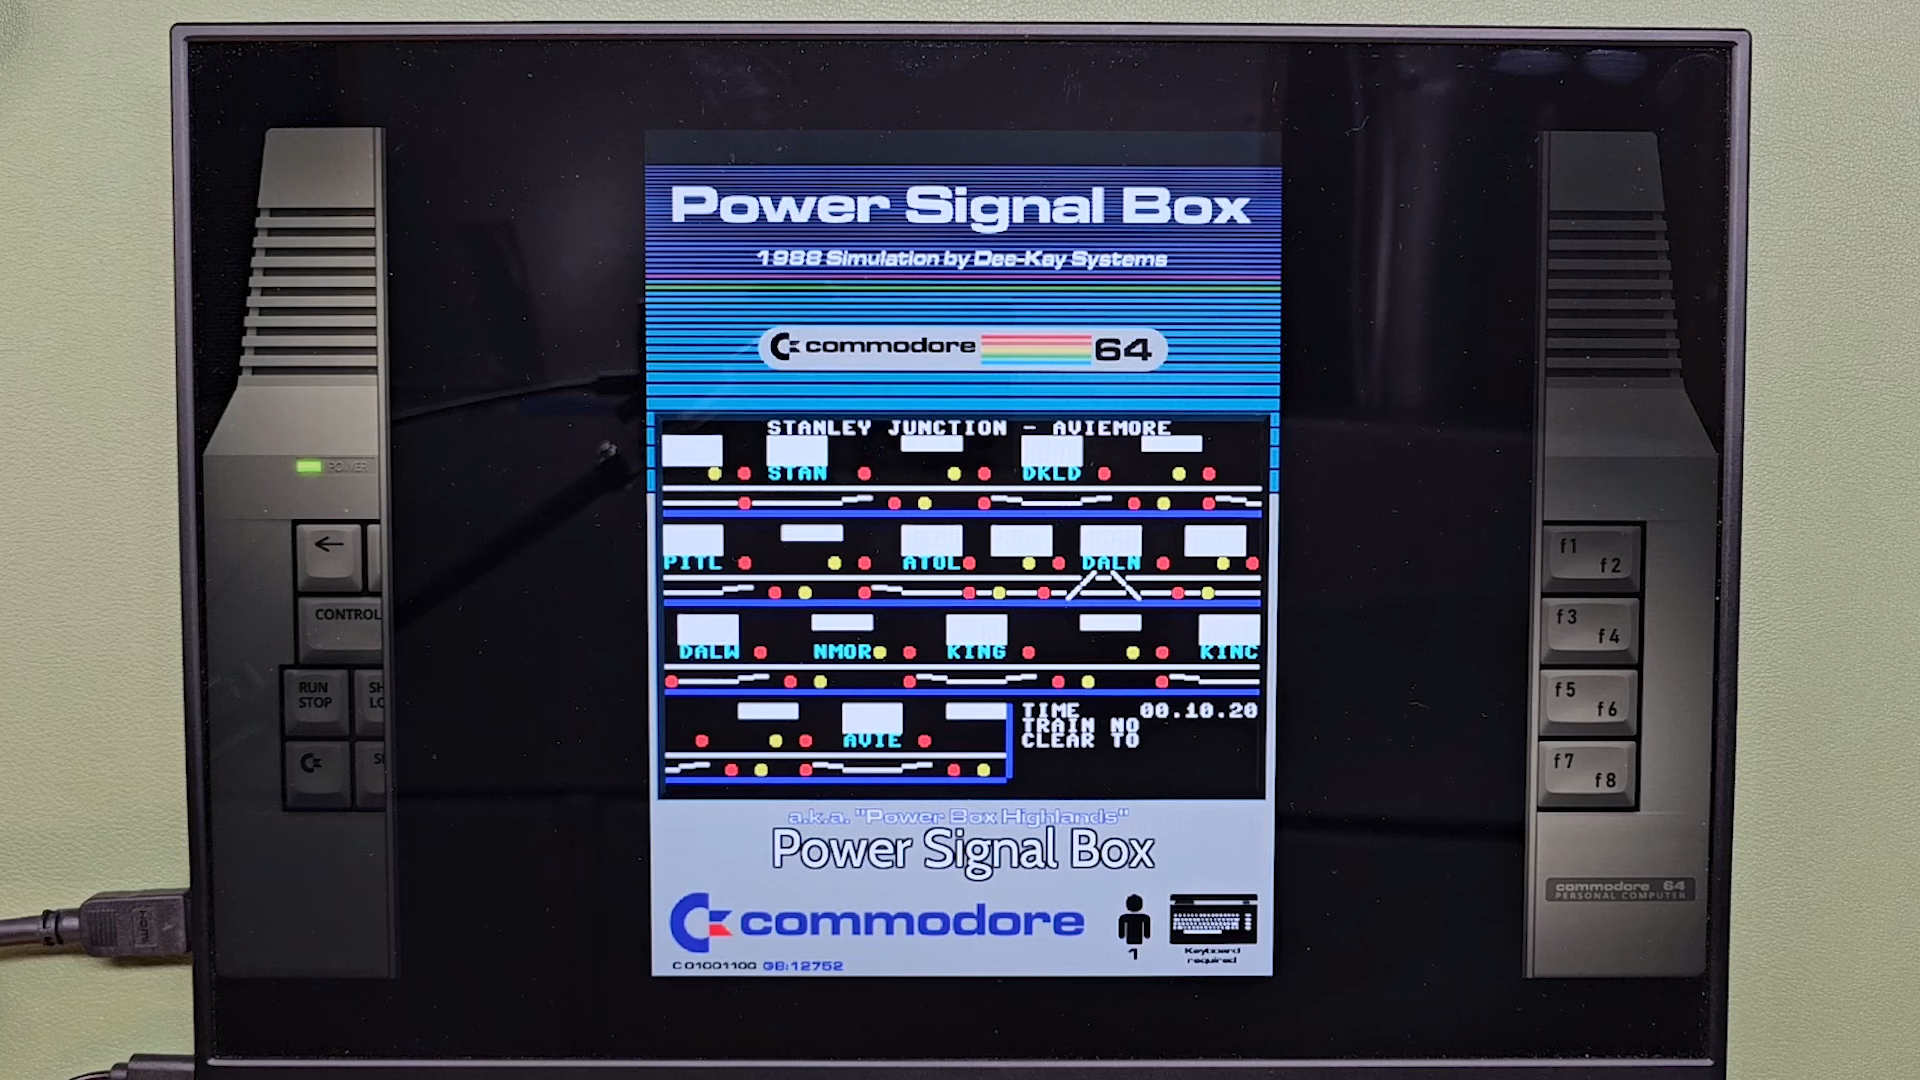 Power Signal Box
1988 Simulation by Dee-Kay Systems
commodore 64
STANLEY JUNCTION - AVIEMORE
STAN DKLD
PITL ATOL DALN
DALW NMOR KING KINC
AVIE
TIME 00.10.20
TRAIN NO
CLEAR TO
a.k.a. "Power Box Highlands"
Power Signal Box
commodore
1
Keyboard
required
C01001100 GB:12752
POWER
CONTROL
RUN
STOP
f1
f2
f3
f4
f5
f6
f7
f8
commodore 64
PERSONAL COMPUTER
HDMI